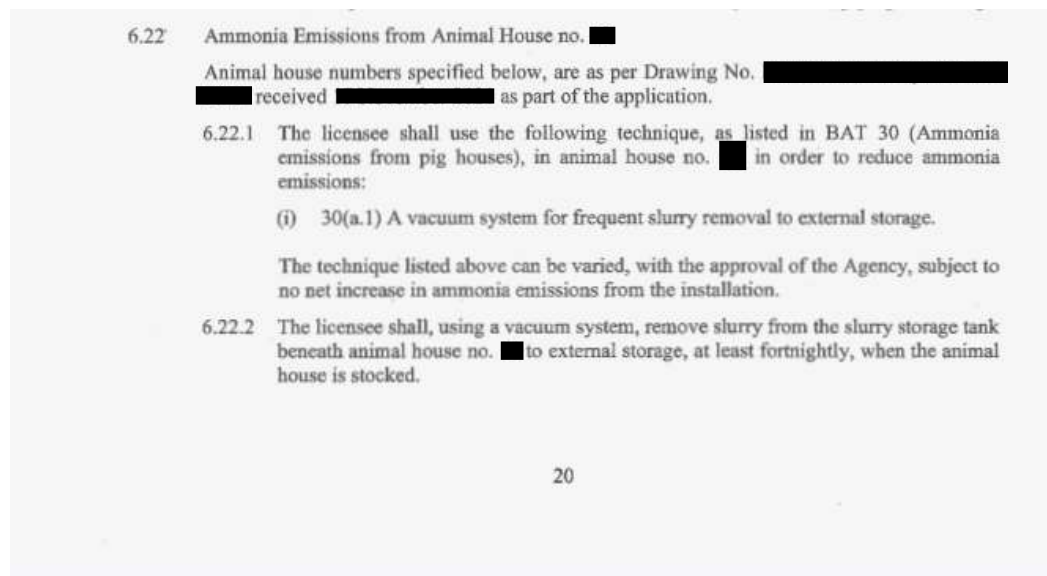 6.22 Ammonia Emissions from Animal House no.
Animal house numbers specified below, are as per Drawing No.
received as part of the application.
6.22.1 The licensee shall use the following technique, as listed in BAT 30 (Ammonia
emissions from pig houses), in animal house no. in order to reduce ammonia
emissions:
(i) 30(a.1) A vacuum system for frequent slurry removal to external storage.
The technique listed above can be varied, with the approval of the Agency, subject to
no net increase in ammonia emissions from the installation.
6.22.2 The licensee shall, using a vacuum system, remove slurry from the slurry storage tank
beneath animal house no. to external storage, at least fortnightly, when the animal
house is stocked.
20